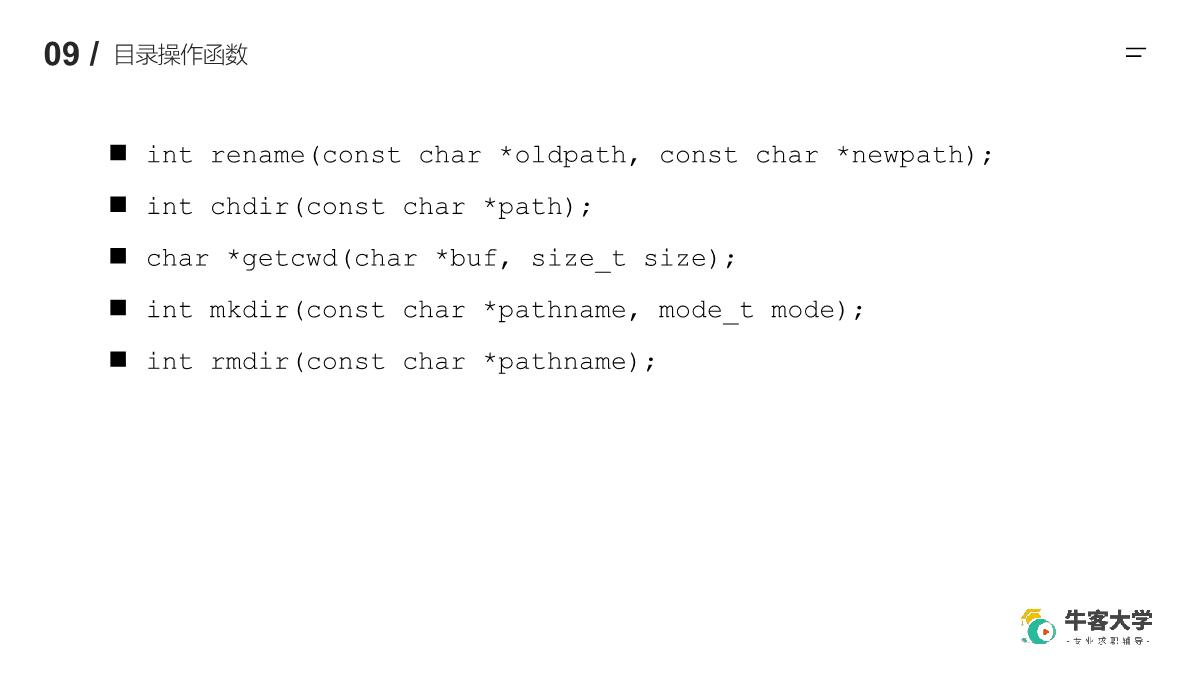 09 / 目录操作函数
■ int rename(const char *oldpath, const char *newpath);
■ int chdir(const char *path);
■ char *getcwd(char *buf, size_t size);
■ int mkdir(const char *pathname, mode_t mode);
■ int rmdir(const char *pathname);
牛客大学
-专业求职辅导-